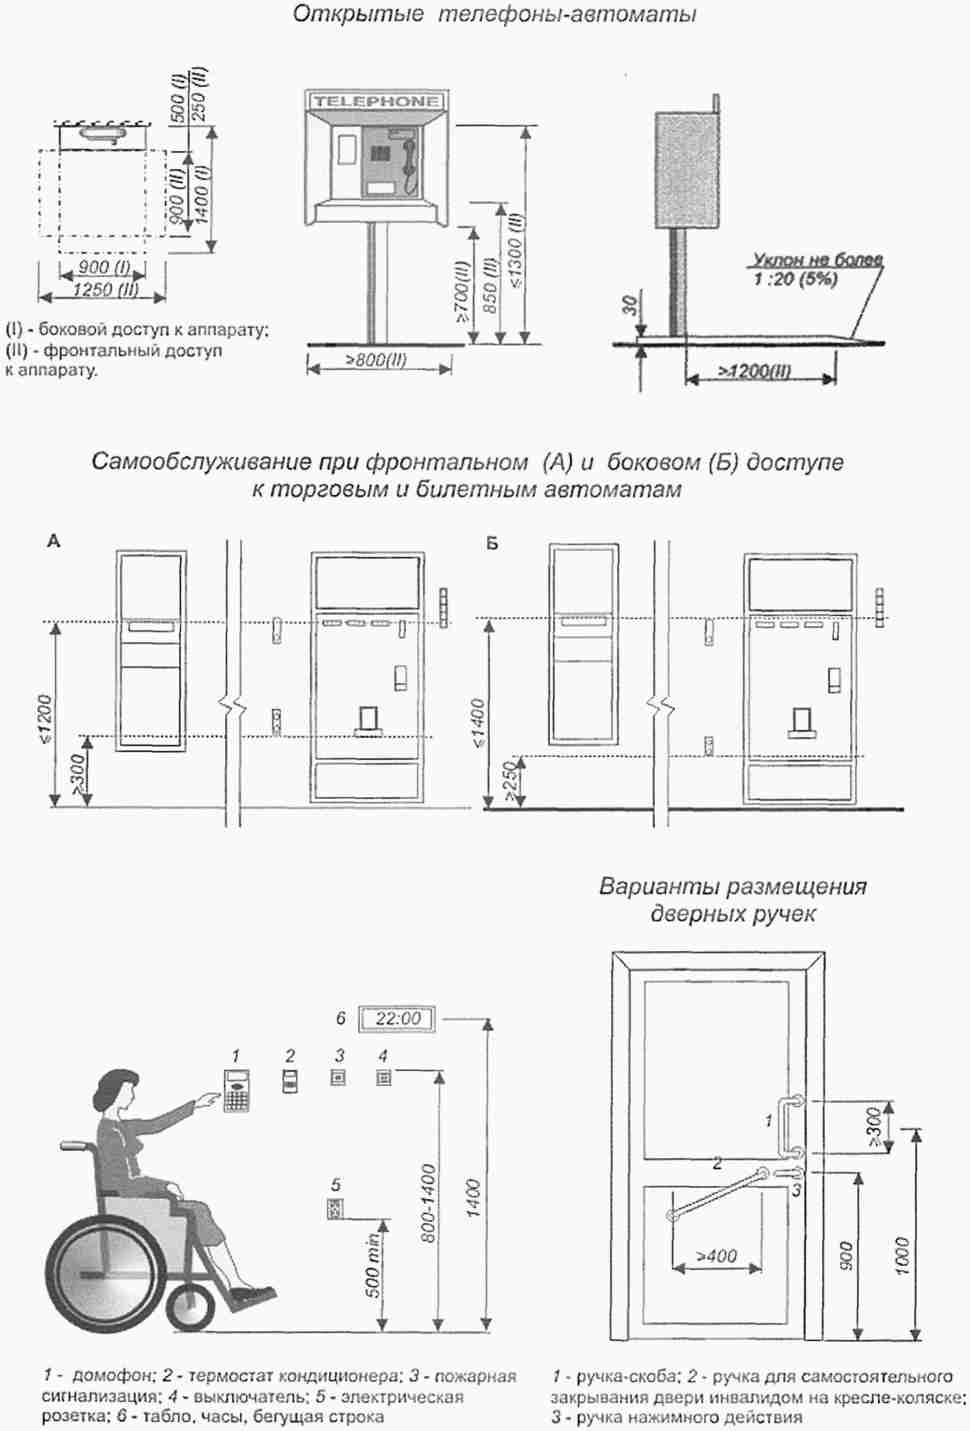 Открытые телефоны-автоматы
500 (I)
250 (II)
900 (II)
1400 (I)
900 (I)
1250 (II)
(I) - боковой доступ к аппарату;
(II) - фронтальный доступ
к аппарату.
TELEPHONE
≥700(II)
850 (II)
≤1300 (II)
≥800(II)
30
Уклон не более
1 :20 (5%)
≥1200(II)
Самообслуживание при фронтальном (А) и боковом (Б) доступе
к торговым и билетным автоматам
А
≤1200
≥300
Б
≤1400
≥250
Варианты размещения
дверных ручек
6
22:00
1
2
3
4
5
500 min
800-1400
1400
1
2
3
≥300
>400
900
1000
1 - домофон; 2 - термостат кондиционера; 3 - пожарная
сигнализация; 4 - выключатель; 5 - электрическая
розетка; 6 - табло, часы, бегущая строка
1 - ручка-скоба; 2 - ручка для самостоятельного
закрывания двери инвалидом на кресле-коляске;
3 - ручка нажимного действия